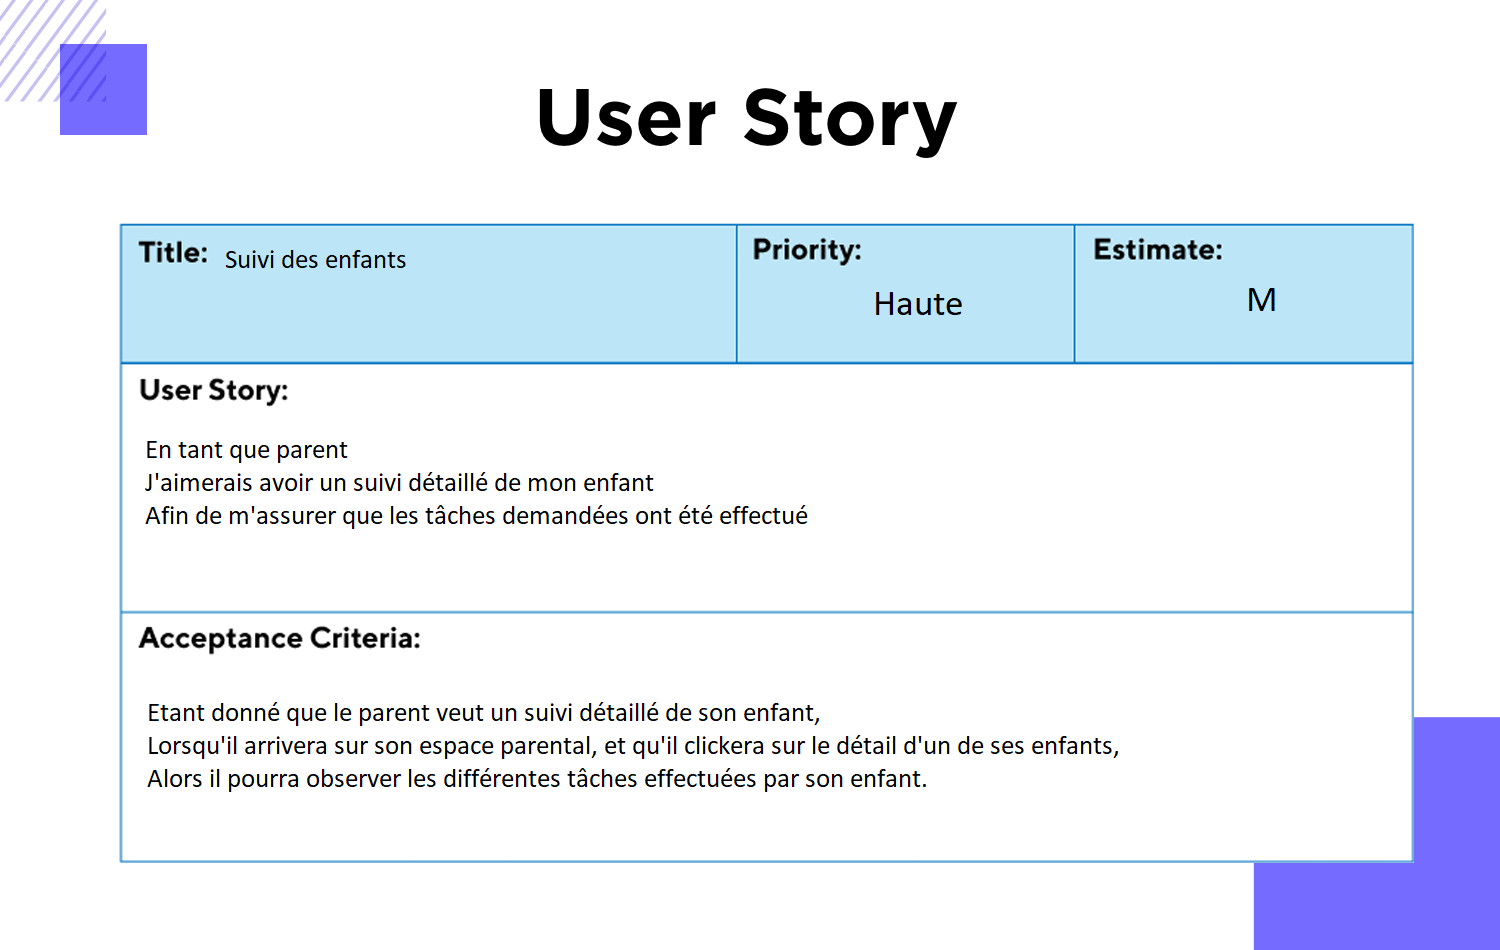 User Story
Title: Suivi des enfants
Priority:
Haute
Estimate:
M
User Story:
En tant que parent
J'aimerais avoir un suivi détaillé de mon enfant
Afin de m'assurer que les tâches demandées ont été effectué
Acceptance Criteria:
Etant donné que le parent veut un suivi détaillé de son enfant,
Lorsqu'il arrivera sur son espace parental, et qu'il clickera sur le détail d'un de ses enfants,
Alors il pourra observer les différentes tâches effectuées par son enfant.